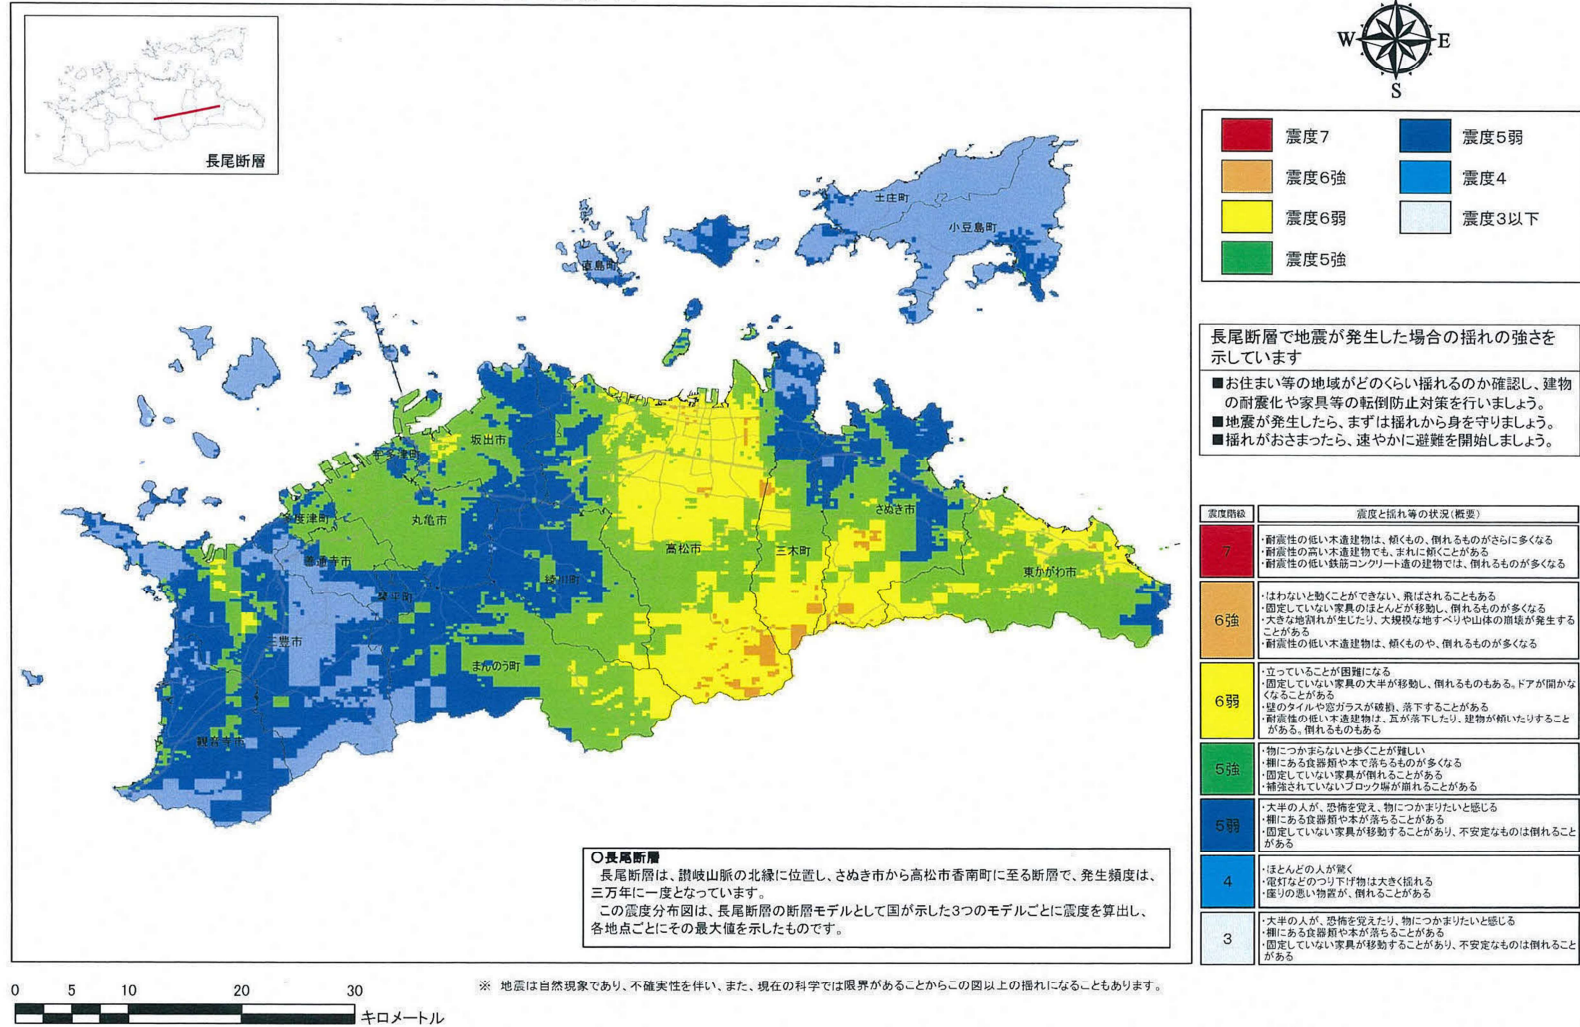 長尾断層
W
E
S
震度7
震度5弱
震度6強
震度4
震度6弱
震度3以下
震度5強
土庄町
小豆島町
直島町
坂出市
宇多津町
丸亀市
多度津町
善通寺市
琴平町
綾川町
高松市
三木町
さぬき市
東かがわ市
三豊市
まんのう町
観音寺市
長尾断層で地震が発生した場合の揺れの強さを
示しています
■お住まい等の地域がどのくらい揺れるのか確認し、建物
の耐震化や家具等の転倒防止対策を行いましょう。
■地震が発生したら、まずは揺れから身を守りましょう。
■揺れがおさまったら、速やかに避難を開始しましょう。
震度階級
震度と揺れ等の状況(概要)
7
・耐震性の低い木造建物は、傾くもの、倒れるものがさらに多くなる
・耐震性の高い木造建物でも、まれに傾くことがある
・耐震性の低い鉄筋コンクリート造の建物では、倒れるものが多くなる
6強
・はわないと動くことができない、飛ばされることもある
・固定していない家具のほとんどが移動し、倒れるものが多くなる
・大きな地割れが生じたり、大規模な地すべりや山体の崩壊が発生する
ことがある
・耐震性の低い木造建物は、傾くものや、倒れるものが多くなる
6弱
・立っていることが困難になる
・固定していない家具の大半が移動し、倒れるものもある。ドアが開かな
くなることがある
・壁のタイルや窓ガラスが破損、落下することがある
・耐震性の低い木造建物は、瓦が落下したり、建物が傾いたりすること
がある。倒れるものもある
5強
・物につかまらないと歩くことが難しい
・棚にある食器類や本で落ちるものが多くなる
・固定していない家具が倒れることがある
・補強されていないブロック塀が崩れることがある
5弱
・大半の人が、恐怖を覚え、物につかまりたいと感じる
・棚にある食器類や本が落ちることがある
・固定していない家具が移動することがあり、不安定なものは倒れること
がある
4
・ほとんどの人が驚く
・電灯などのつり下げ物は大きく揺れる
・座りの悪い物置が、倒れることがある
3
・大半の人が、恐怖を覚えたり、物につかまりたいと感じる
・棚にある食器類や本が落ちることがある
・固定していない家具が移動することがあり、不安定なものは倒れること
がある
〇長尾断層
長尾断層は、讃岐山脈の北縁に位置し、さぬき市から高松市香南町に至る断層で、発生頻度は、
三万年に一度となっています。
この震度分布図は、長尾断層の断層モデルとして国が示した3つのモデルごとに震度を算出し、
各地点ごとにその最大値を示したものです。
0 5 10 20 30
キロメートル
※ 地震は自然現象であり、不確実性を伴い、また、現在の科学では限界があることからこの図以上の揺れになることもあります。